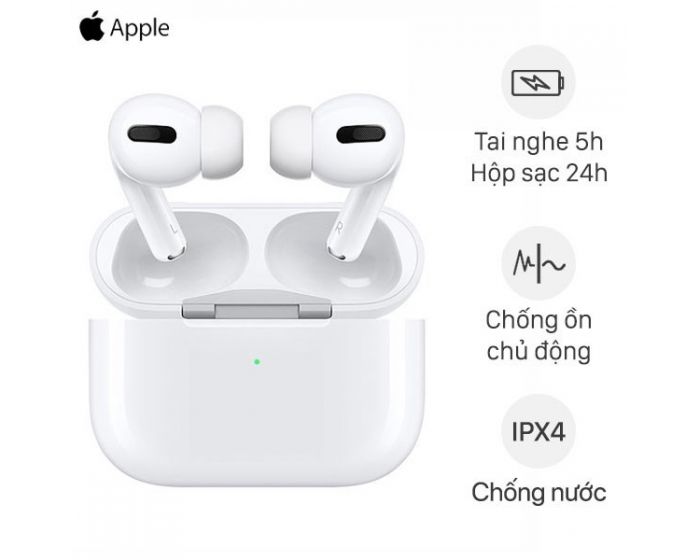 Apple
L
R
Tai nghe 5h
Hộp sạc 24h
Chống ồn
chủ động
IPX4
Chống nước